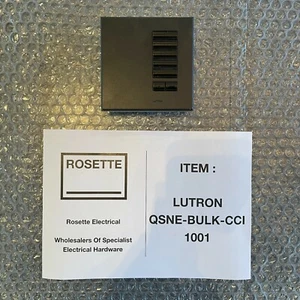 ROSETTE
Rosette Electrical
Wholesalers Of Specialist
Electrical Hardware
ITEM :
LUTRON
QSNE-BULK-CCI
1001